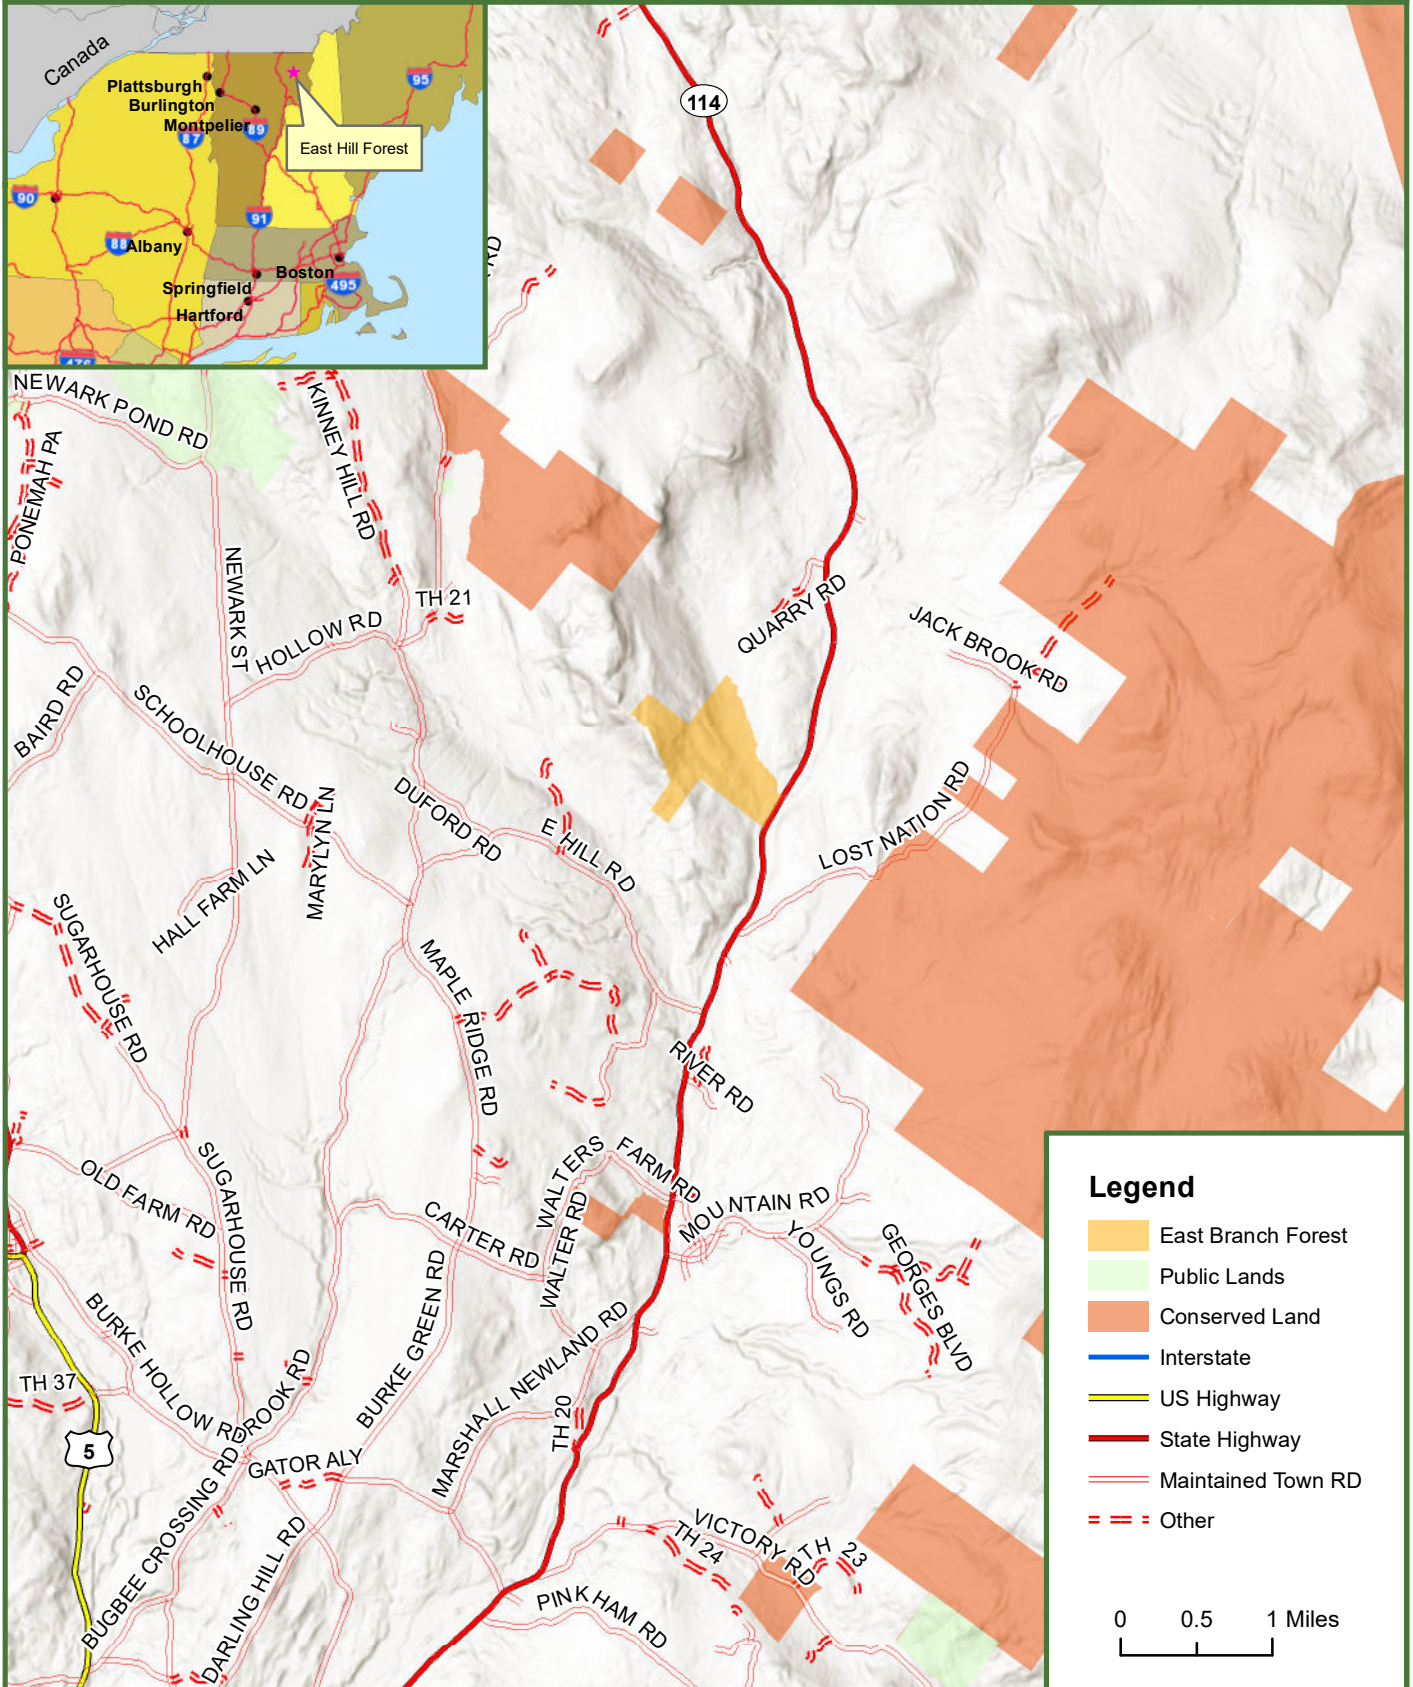 Canada
Plattsburgh
Burlington
Montpelier
89
87
95
East Hill Forest
90
91
88
Albany
Boston
495
Springfield
Hartford
114
RD
NEWARK POND RD
KINNEY HILL RD
PONEMAH PA
NEWARK ST
TH 21
HOLLOW RD
QUARRY RD
JACK BROOK RD
BAIRD RD
SCHOOLHOUSE RD
MARYLYN LN
DUFORD RD
E HILL RD
LOST NATION RD
HALL FARM LN
SUGARHOUSE RD
MAPLE RIDGE RD
RIVER RD
OLD FARM RD
SUGARHOUSE RD
WALTERS
FARM RD
WALTER RD
CARTER RD
MOUNTAIN RD
YOUNGS RD
GEORGES BLVD
BURKE HOLLOW RD
BURKE GREEN RD
MARSHALL NEWLAND RD
TH 37
TH 20
5
BROOK RD
GATOR ALY
BUGBEE CROSSING RD
DARLING HILL RD
VICTORY RD
TH 24
TH 23
PINKHAM RD
Legend
East Branch Forest
Public Lands
Conserved Land
Interstate
US Highway
State Highway
Maintained Town RD
Other
0 0.5 1 Miles